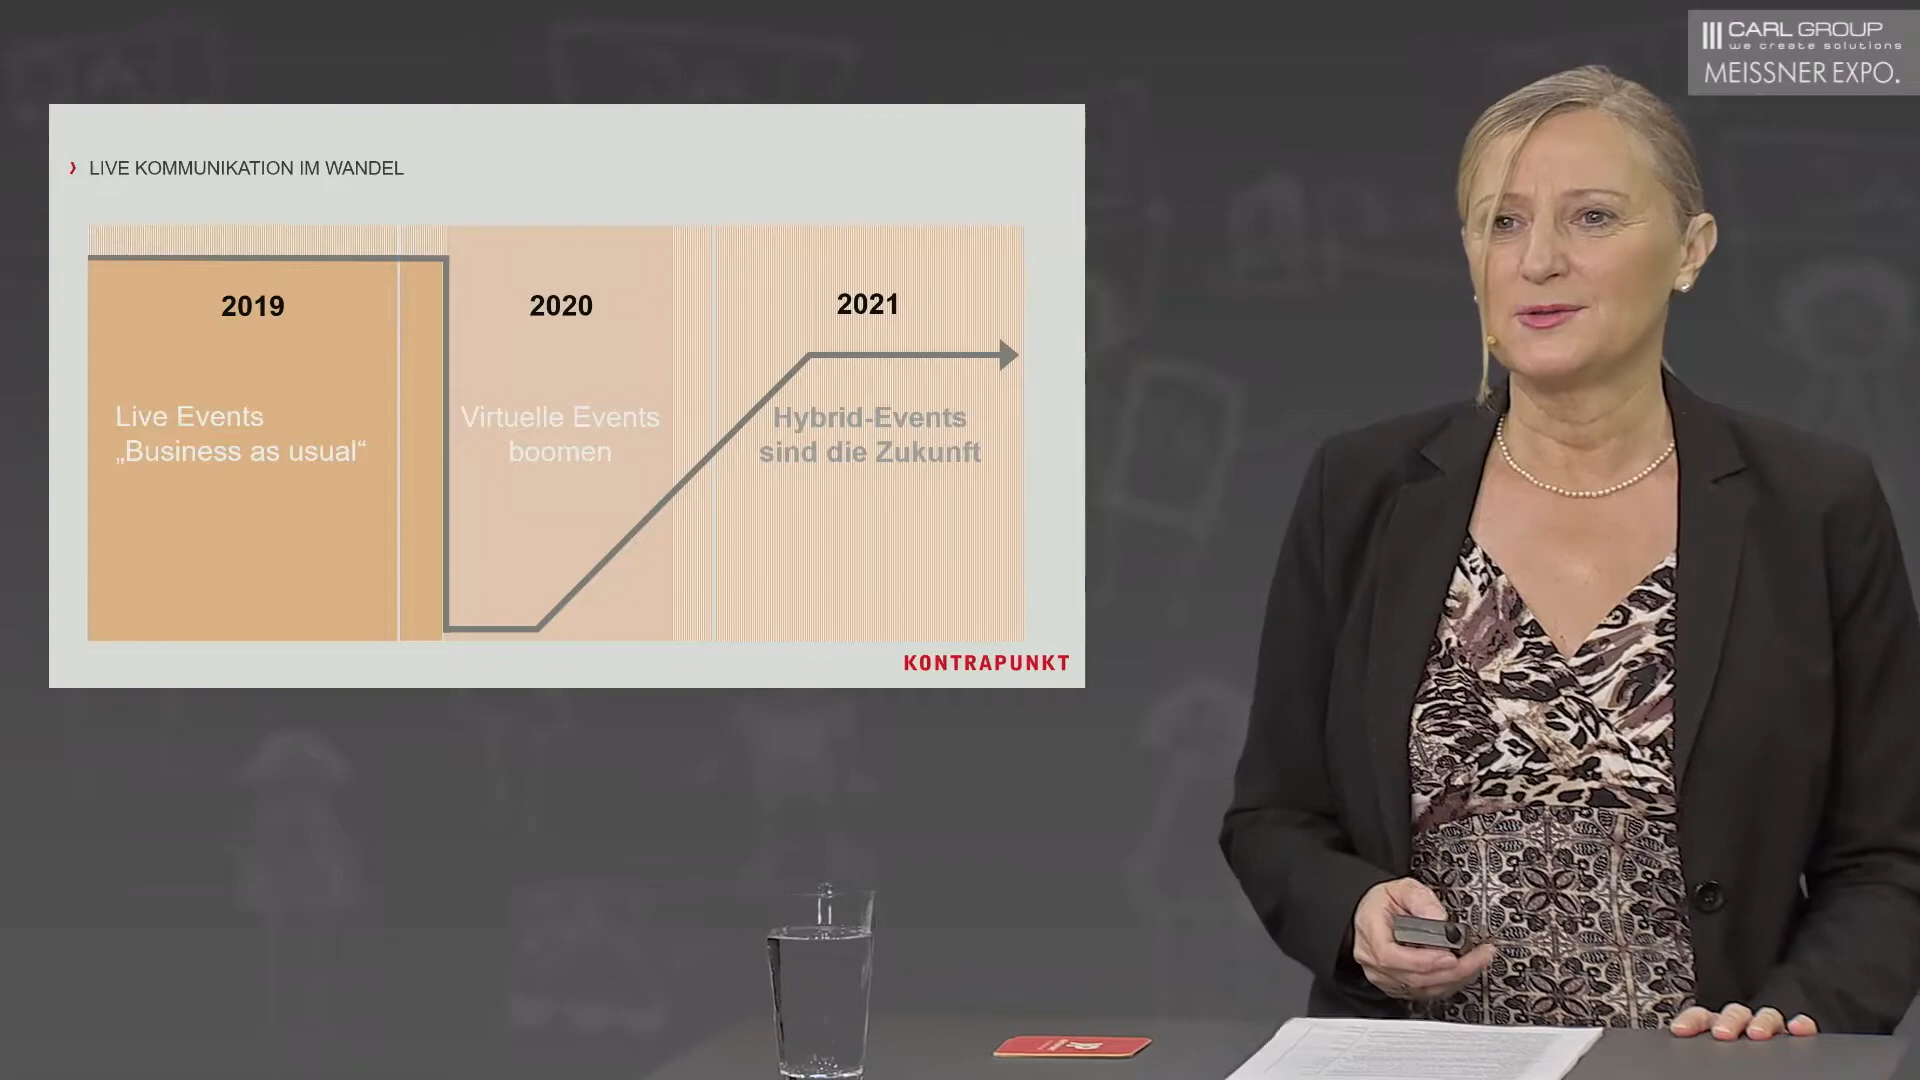 CARL GROUP
we create solutions
MEISSNER EXPO.
› LIVE KOMMUNIKATION IM WANDEL
2019
2020
2021
Live Events
„Business as usual“
Virtuelle Events
boomen
Hybrid-Events
sind die Zukunft
KONTRAPUNKT